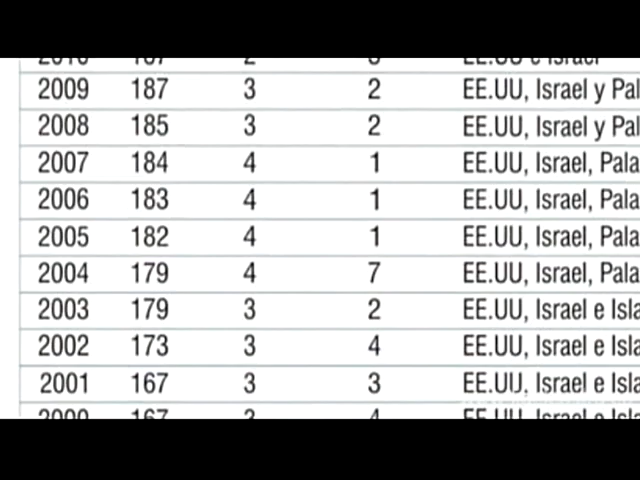 2009 187 3 2 EE.UU, Israel y Pal
2008 185 3 2 EE.UU, Israel y Pal
2007 184 4 1 EE.UU, Israel, Pala
2006 183 4 1 EE.UU, Israel, Pala
2005 182 4 1 EE.UU, Israel, Pala
2004 179 4 7 EE.UU, Israel, Pala
2003 179 3 2 EE.UU, Israel e Isla
2002 173 3 4 EE.UU, Israel e Isla
2001 167 3 3 EE.UU, Israel e Isla